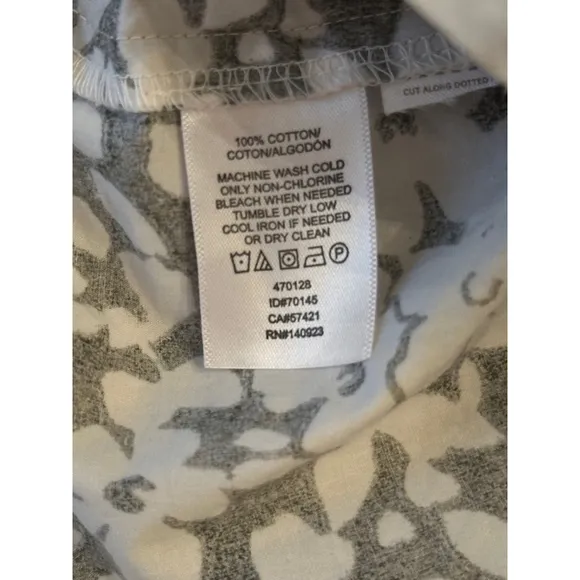 CUT ALONG DOTTED
100% COTTON/
COTON/ALGODÓN
MACHINE WASH COLD
ONLY NON-CHLORINE
BLEACH WHEN NEEDED
TUMBLE DRY LOW
COOL IRON IF NEEDED
OR DRY CLEAN
P
470128
ID#70145
CA#57421
RN#140923